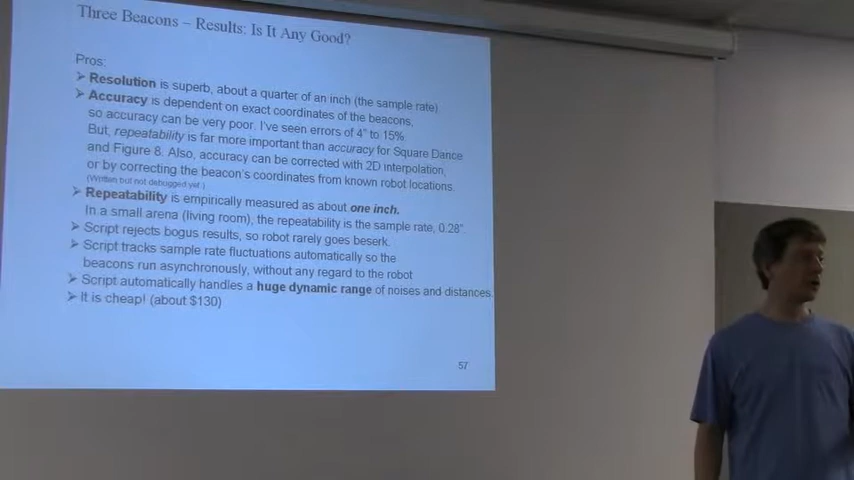 Three Beacons – Results: Is It Any Good?
Pros:
➢ Resolution is superb, about a quarter of an inch (the sample rate)
➢ Accuracy is dependent on exact coordinates of the beacons,
so accuracy can be very poor. I've seen errors of 4" to 15%
But, repeatability is far more important than accuracy for Square Dance
and Figure 8. Also, accuracy can be corrected with 2D interpolation,
or by correcting the beacon's coordinates from known robot locations.
(Written but not debugged yet.)
➢ Repeatability is empirically measured as about one inch.
In a small arena (living room), the repeatability is the sample rate, 0.28".
➢ Script rejects bogus results, so robot rarely goes beserk.
➢ Script tracks sample rate fluctuations automatically so the
beacons run asynchronously, without any regard to the robot
➢ Script automatically handles a huge dynamic range of noises and distances.
➢ It is cheap! (about $130)
57